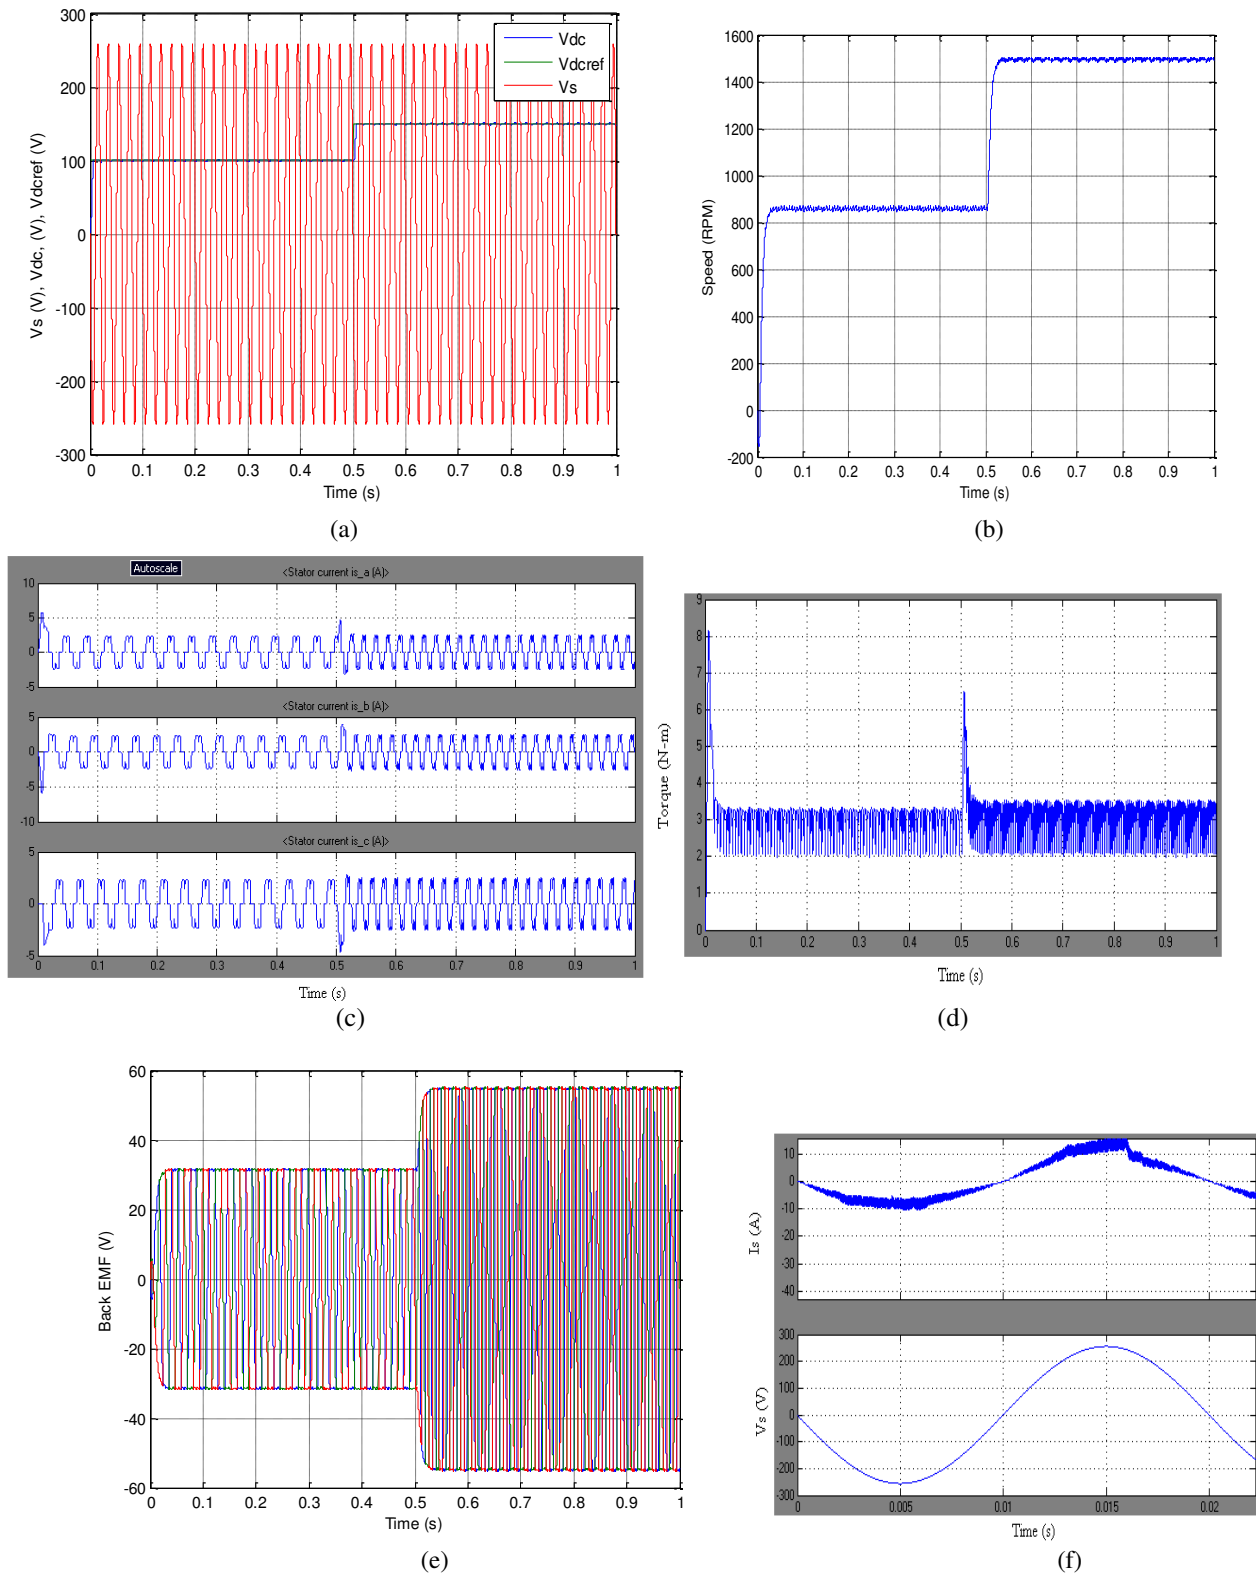 300
200
100
0
-100
-200
-300
Vs (V), Vdc, (V), Vdcref (V)
Vdc
Vdcref
Vs
0 0.1 0.2 0.3 0.4 0.5 0.6 0.7 0.8 0.9 1
Time (s)
(a)
1600
1400
1200
1000
800
600
400
200
0
-200
Speed (RPM)
0 0.1 0.2 0.3 0.4 0.5 0.6 0.7 0.8 0.9 1
Time (s)
(b)
Autoscale
<Stator current is_a (A)>
10
5
0
-5
<Stator current is_b (A)>
5
0
-5
-10
<Stator current is_c (A)>
5
0
-5
0 0.1 0.2 0.3 0.4 0.5 0.6 0.7 0.8 0.9 1
Time (s)
(c)
9
8
7
6
5
4
3
2
1
0
Torque (N-m)
0 0.1 0.2 0.3 0.4 0.5 0.6 0.7 0.8 0.9 1
Time (s)
(d)
60
40
20
0
-20
-40
-60
Back EMF (V)
0 0.1 0.2 0.3 0.4 0.5 0.6 0.7 0.8 0.9 1
Time (s)
(e)
10
0
-10
-20
-30
-40
Is (A)
300
200
100
0
-100
-200
-300
Vs (V)
0 0.005 0.01 0.015 0.02
Time (s)
(f)